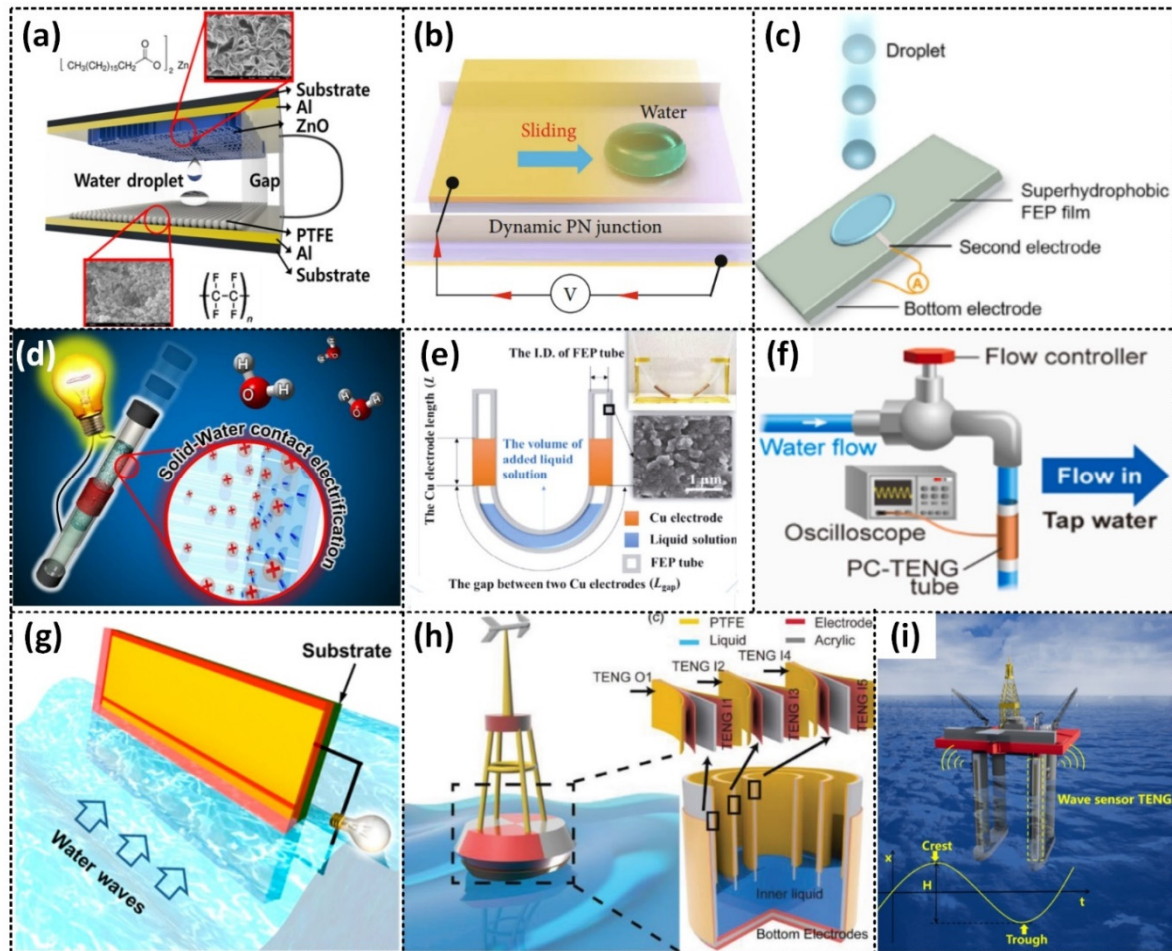 (a)
[ CH3(CH2)15CH2 O ]2 Zn
O
Substrate
Al
ZnO
Water droplet
Gap
PTFE
Al
Substrate
F F
C C
F F
n
(b)
Water
Sliding
Dynamic PN junction
V
(c)
Droplet
Superhydrophobic
FEP film
Second electrode
A
Bottom electrode
(d)
H
O
H
Solid-Water contact electrification
(e)
The I.D. of FEP tube
The Cu electrode length (L
The volume of
added liquid
solution
1 μm
Cu electrode
Liquid solution
FEP tube
The gap between two Cu electrodes (Lgap)
(f)
Flow controller
Water flow
Flow in
Tap water
Oscilloscope
PC-TENG
tube
(g)
Substrate
Water waves
(h)
(c)
PTFE
Electrode
Liquid
Acrylic
TENG O1
TENG I2
TENG I4
TENG I1
TENG I3
TENG I5
Inner liquid
Bottom Electrodes
(i)
Wave sensor TENG
x
Crest
H
t
Trough